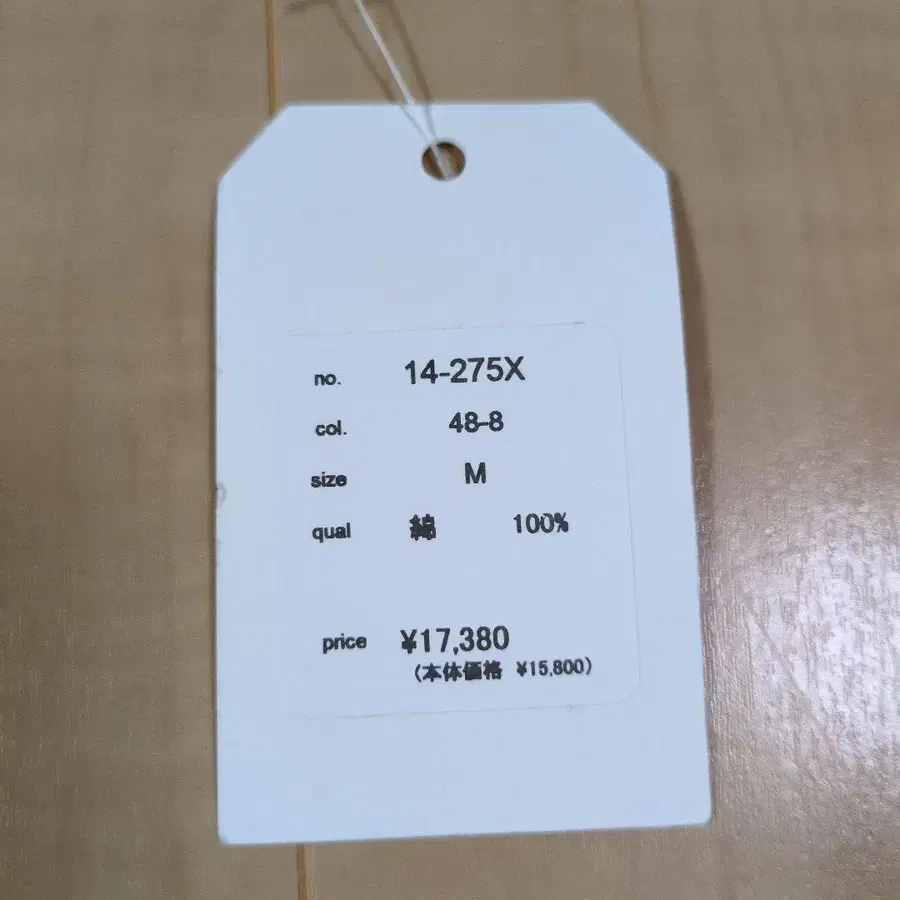 no. 14-275X
col. 48-8
size M
qual 綿 100%
price ¥17,380
(本体価格 ¥15,800)